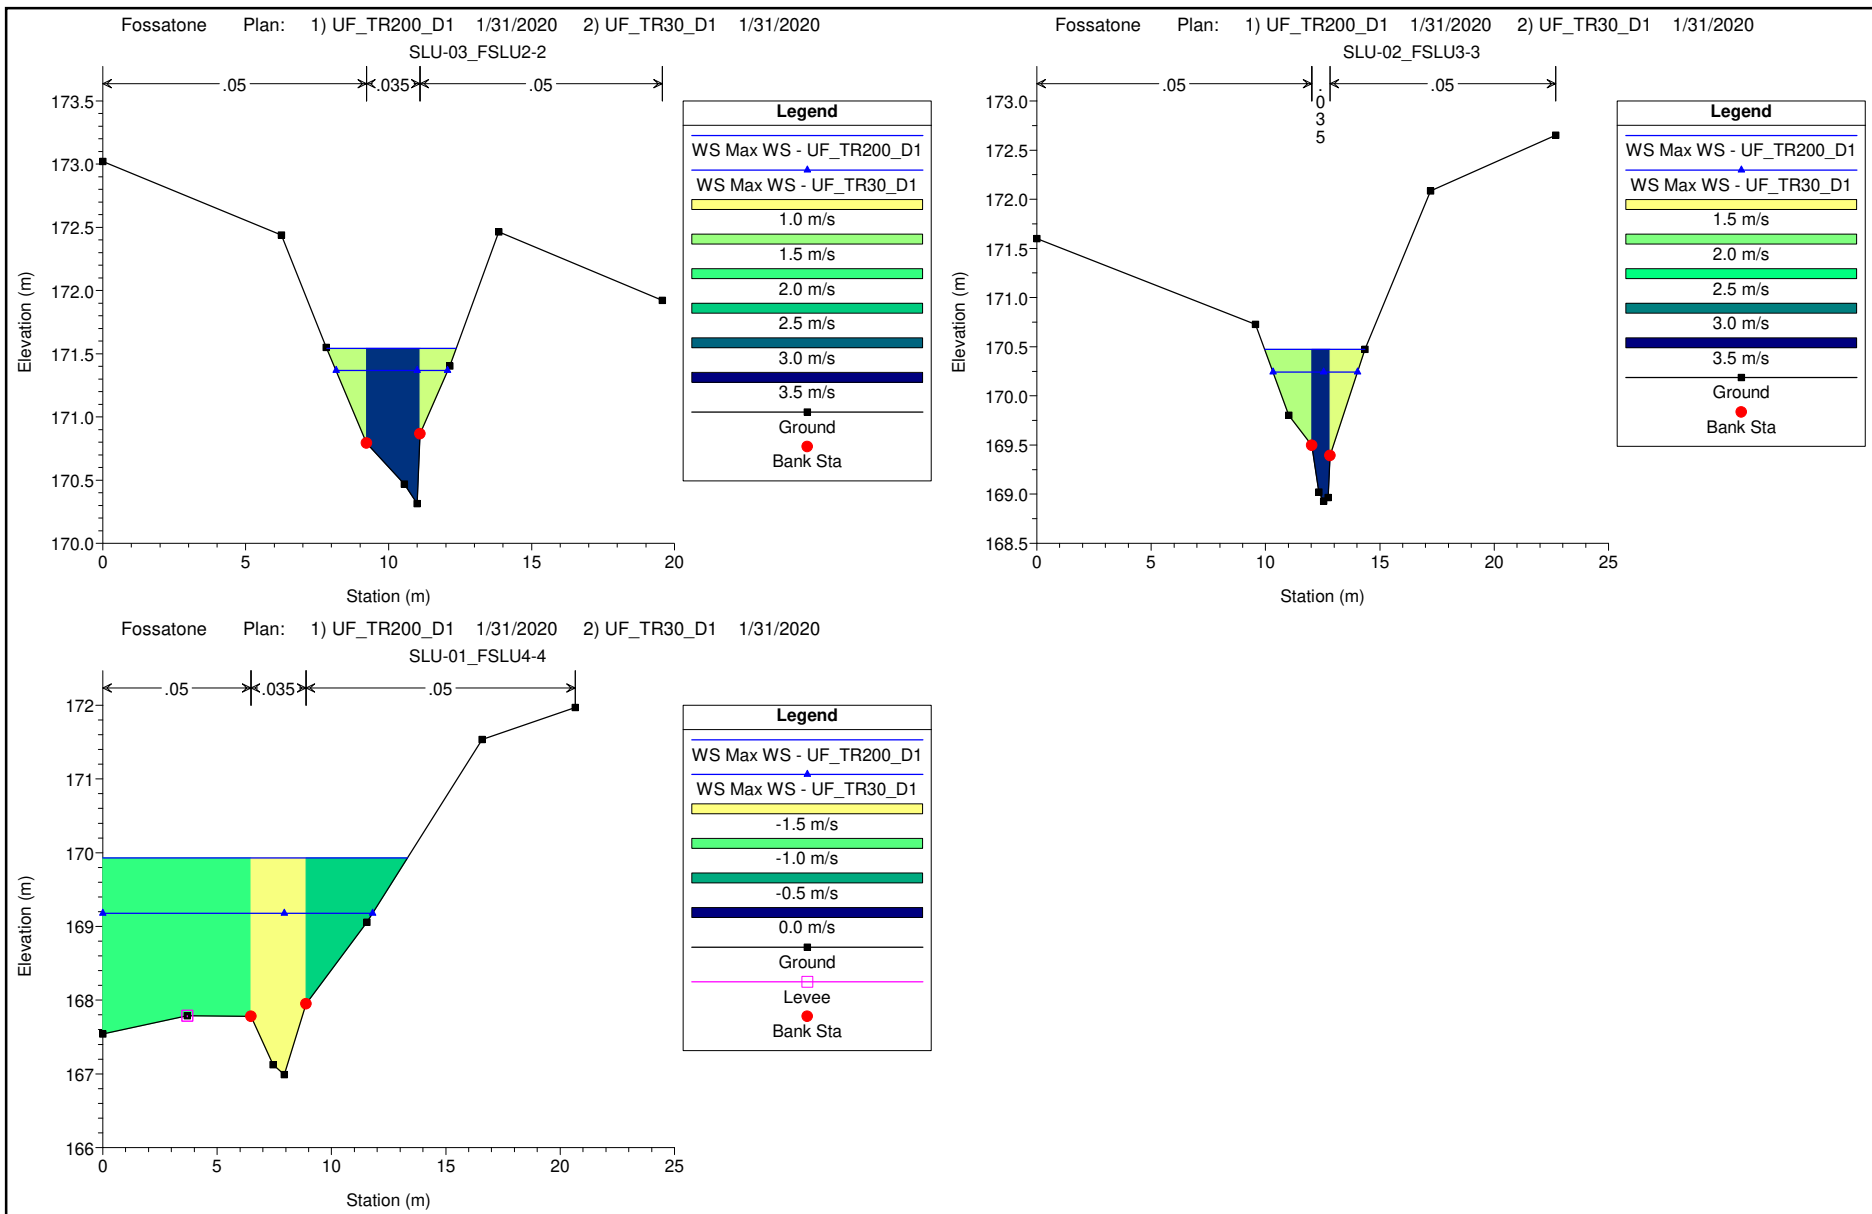 Fossatone Plan: 1) UF_TR200_D1 1/31/2020 2) UF_TR30_D1 1/31/2020
SLU-03_FSLU2-2
.05 .035 .05
173.5
173.0
172.5
172.0
171.5
171.0
170.5
170.0
Elevation (m)
0 5 10 15 20
Station (m)
Legend
WS Max WS - UF_TR200_D1
WS Max WS - UF_TR30_D1
1.0 m/s
1.5 m/s
2.0 m/s
2.5 m/s
3.0 m/s
3.5 m/s
Ground
Bank Sta
Fossatone Plan: 1) UF_TR200_D1 1/31/2020 2) UF_TR30_D1 1/31/2020
SLU-02_FSLU3-3
.05 .035 .05
173.0
172.5
172.0
171.5
171.0
170.5
170.0
169.5
169.0
168.5
Elevation (m)
0 5 10 15 20 25
Station (m)
Legend
WS Max WS - UF_TR200_D1
WS Max WS - UF_TR30_D1
1.5 m/s
2.0 m/s
2.5 m/s
3.0 m/s
3.5 m/s
Ground
Bank Sta
Fossatone Plan: 1) UF_TR200_D1 1/31/2020 2) UF_TR30_D1 1/31/2020
SLU-01_FSLU4-4
.05 .035 .05
172
171
170
169
168
167
166
Elevation (m)
0 5 10 15 20 25
Station (m)
Legend
WS Max WS - UF_TR200_D1
WS Max WS - UF_TR30_D1
-1.5 m/s
-1.0 m/s
-0.5 m/s
0.0 m/s
Ground
Levee
Bank Sta